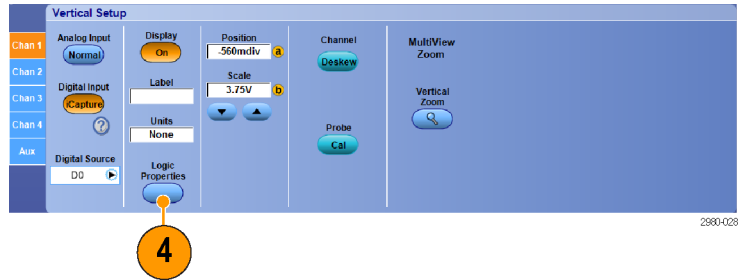 Vertical Setup
Chan 1
Chan 2
Chan 3
Chan 4
Aux
Analog Input
Normal
Digital Input
iCapture
?
Digital Source
D0
Display
On
Label
Units
None
Logic
Properties
Position
-560mdiv
a
Scale
3.75V
b
Channel
Deskew
Probe
Cal
MultiView
Zoom
Vertical
Zoom
4
2980-028